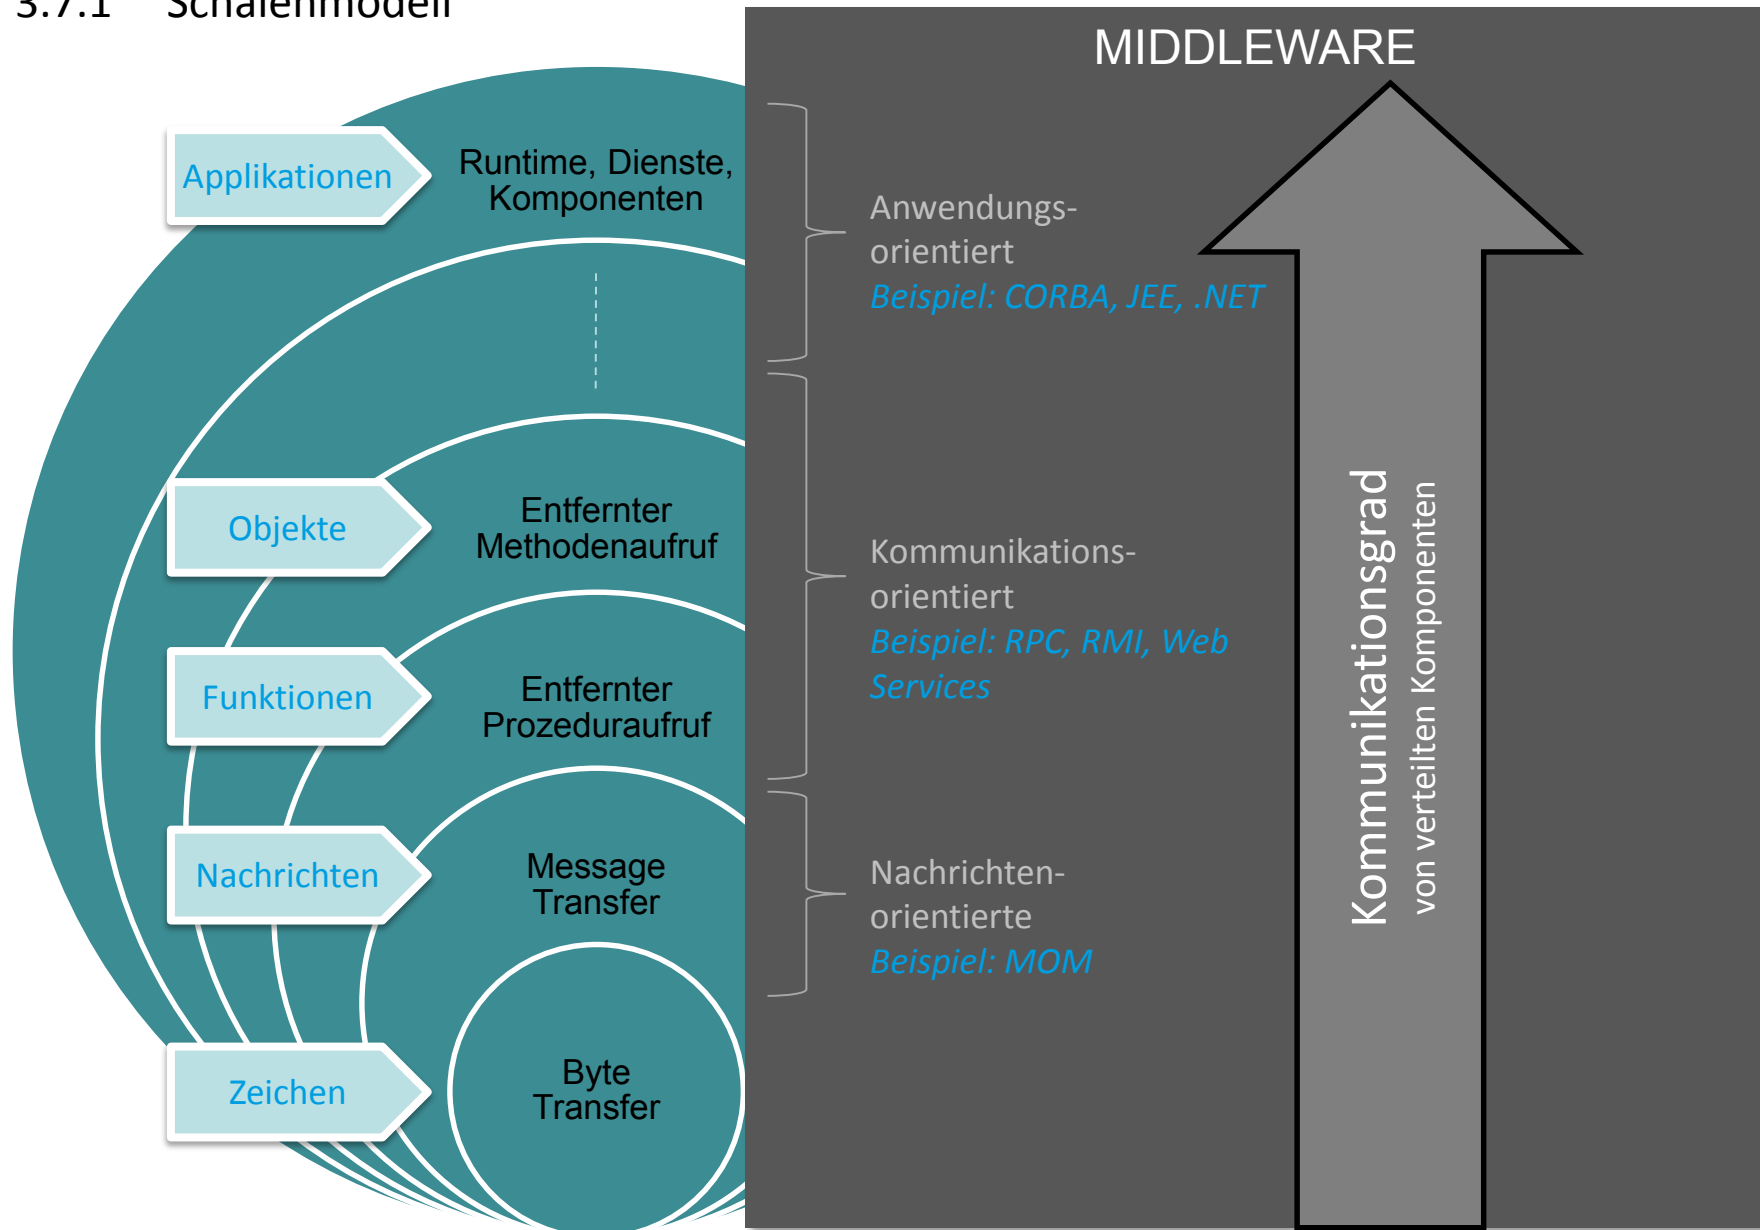 3.7.1 Schalenmodell
MIDDLEWARE
Applikationen
Runtime, Dienste,
Komponenten
Anwendungs-
orientiert
Beispiel: CORBA, JEE, .NET
Objekte
Entfernter
Methodenaufruf
Kommunikations-
orientiert
Beispiel: RPC, RMI, Web
Services
Funktionen
Entfernter
Prozeduraufruf
Nachrichten
Message
Transfer
Nachrichten-
orientierte
Beispiel: MOM
Zeichen
Byte
Transfer
Kommunikationsgrad
von verteilten Komponenten